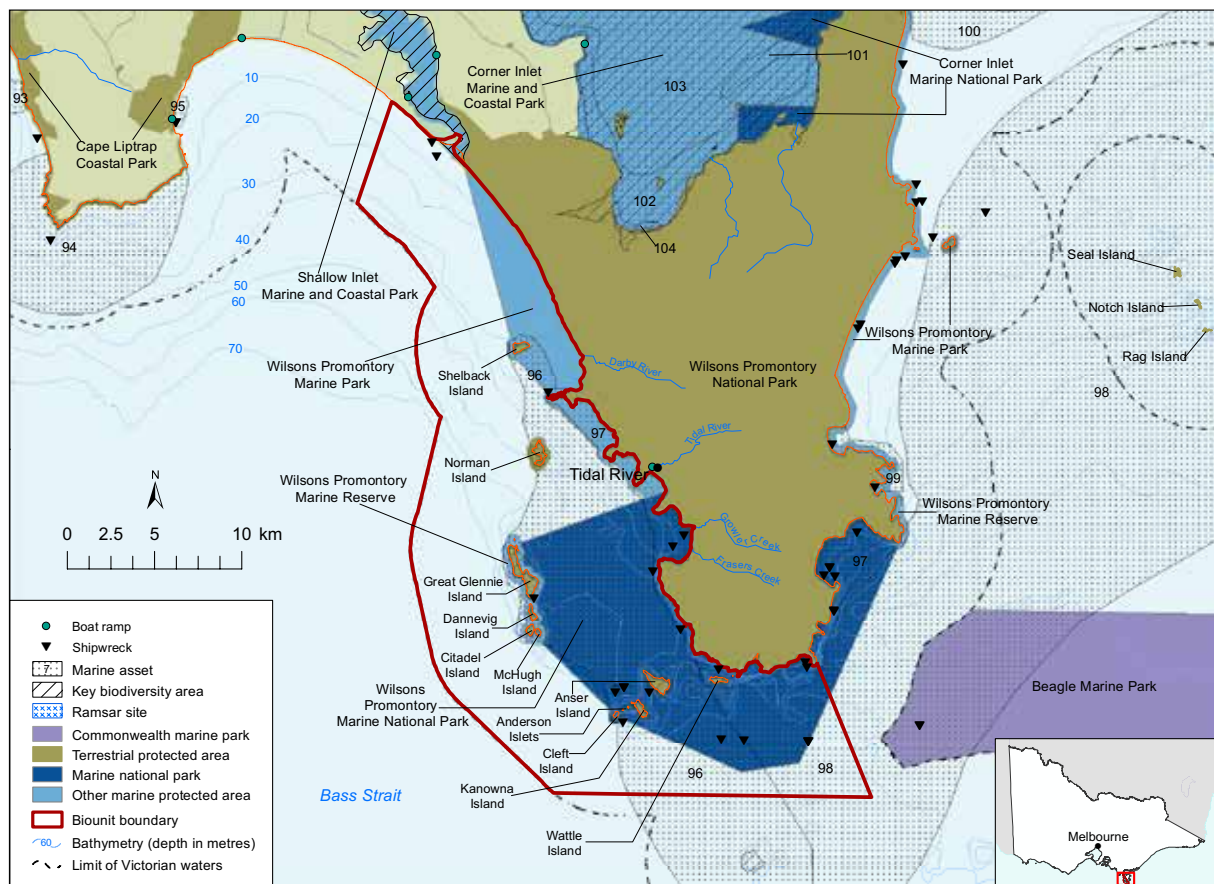 100
101
Corner Inlet
Marine National Park
Corner Inlet
Marine and
Coastal Park
103
93
95
10
20
30
40
50
60
70
Cape Liptrap
Coastal Park
94
102
104
Shallow Inlet
Marine and Coastal Park
Seal Island
Notch Island
Rag Island
Wilsons Promontory
Marine Park
Wilsons Promontory
Marine Park
Darby River
Wilsons Promontory
National Park
Shelback
Island
96
98
97
Tidal River
Tidal River
Norman
Island
99
Wilsons Promontory
Marine Reserve
Wilsons Promontory
Marine Reserve
N
0 2.5 5 10 km
Growler Creek
Frasers Creek
97
Great Glennie
Island
Dannevig
Island
Citadel
Island
McHugh
Island
Wilsons
Promontory
Marine National Park
Anser
Island
Anderson
Islets
Cleft
Island
Kanowna
Island
Wattle
Island
96
98
Beagle Marine Park
Bass Strait
Boat ramp
Shipwreck
7
Marine asset
Key biodiversity area
Ramsar site
Commonwealth marine park
Terrestrial protected area
Marine national park
Other marine protected area
Biounit boundary
60
Bathymetry (depth in metres)
Limit of Victorian waters
Melbourne